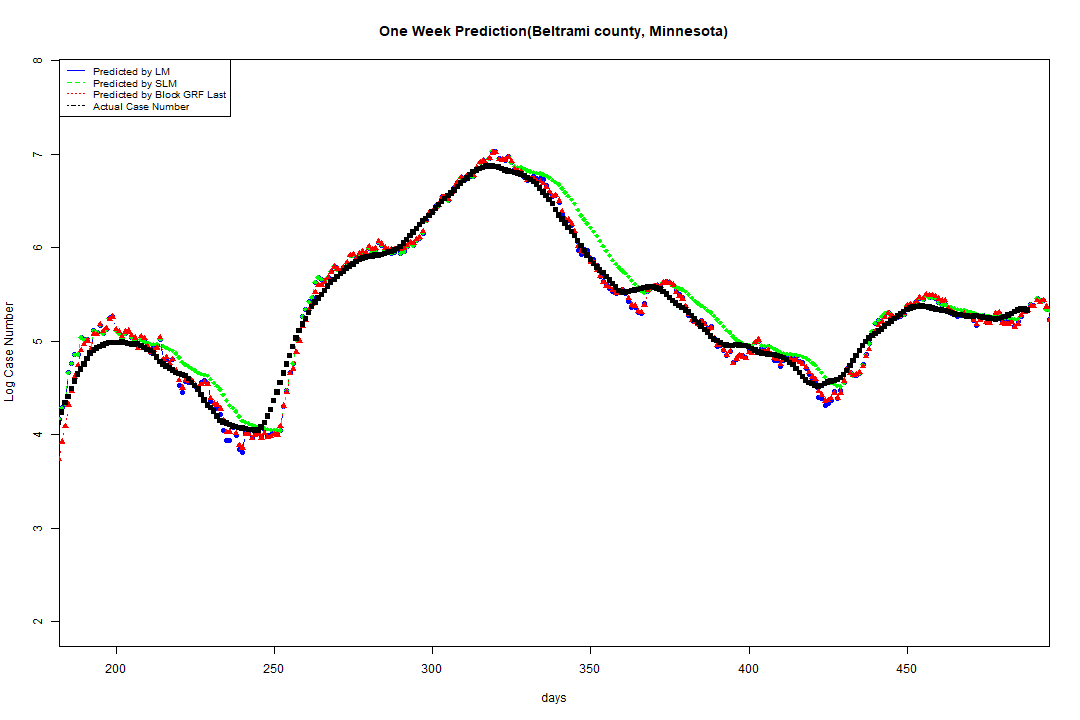 One Week Prediction(Beltrami county, Minnesota)
Predicted by LM
Predicted by SLM
Predicted by Block GRF Last
Actual Case Number
8
7
6
5
4
3
2
Log Case Number
200 250 300 350 400 450
days